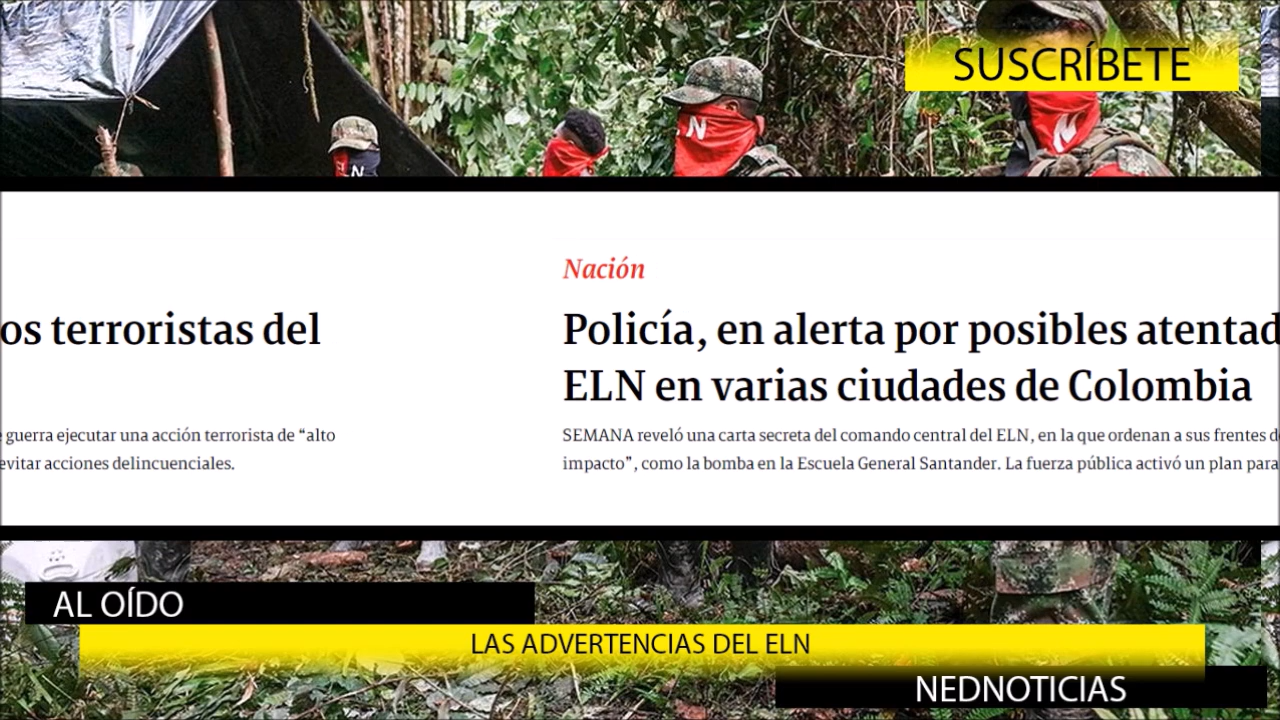 SUSCRÍBETE
N
N
N
Nación
os terroristas del
Policía, en alerta por posibles atentad
ELN en varias ciudades de Colombia
guerra ejecutar una acción terrorista de “alto
evitar acciones delincuenciales.
SEMANA reveló una carta secreta del comando central del ELN, en la que ordenan a sus frentes d
impacto”, como la bomba en la Escuela General Santander. La fuerza pública activó un plan para
AL OÍDO
LAS ADVERTENCIAS DEL ELN
NEDNOTICIAS